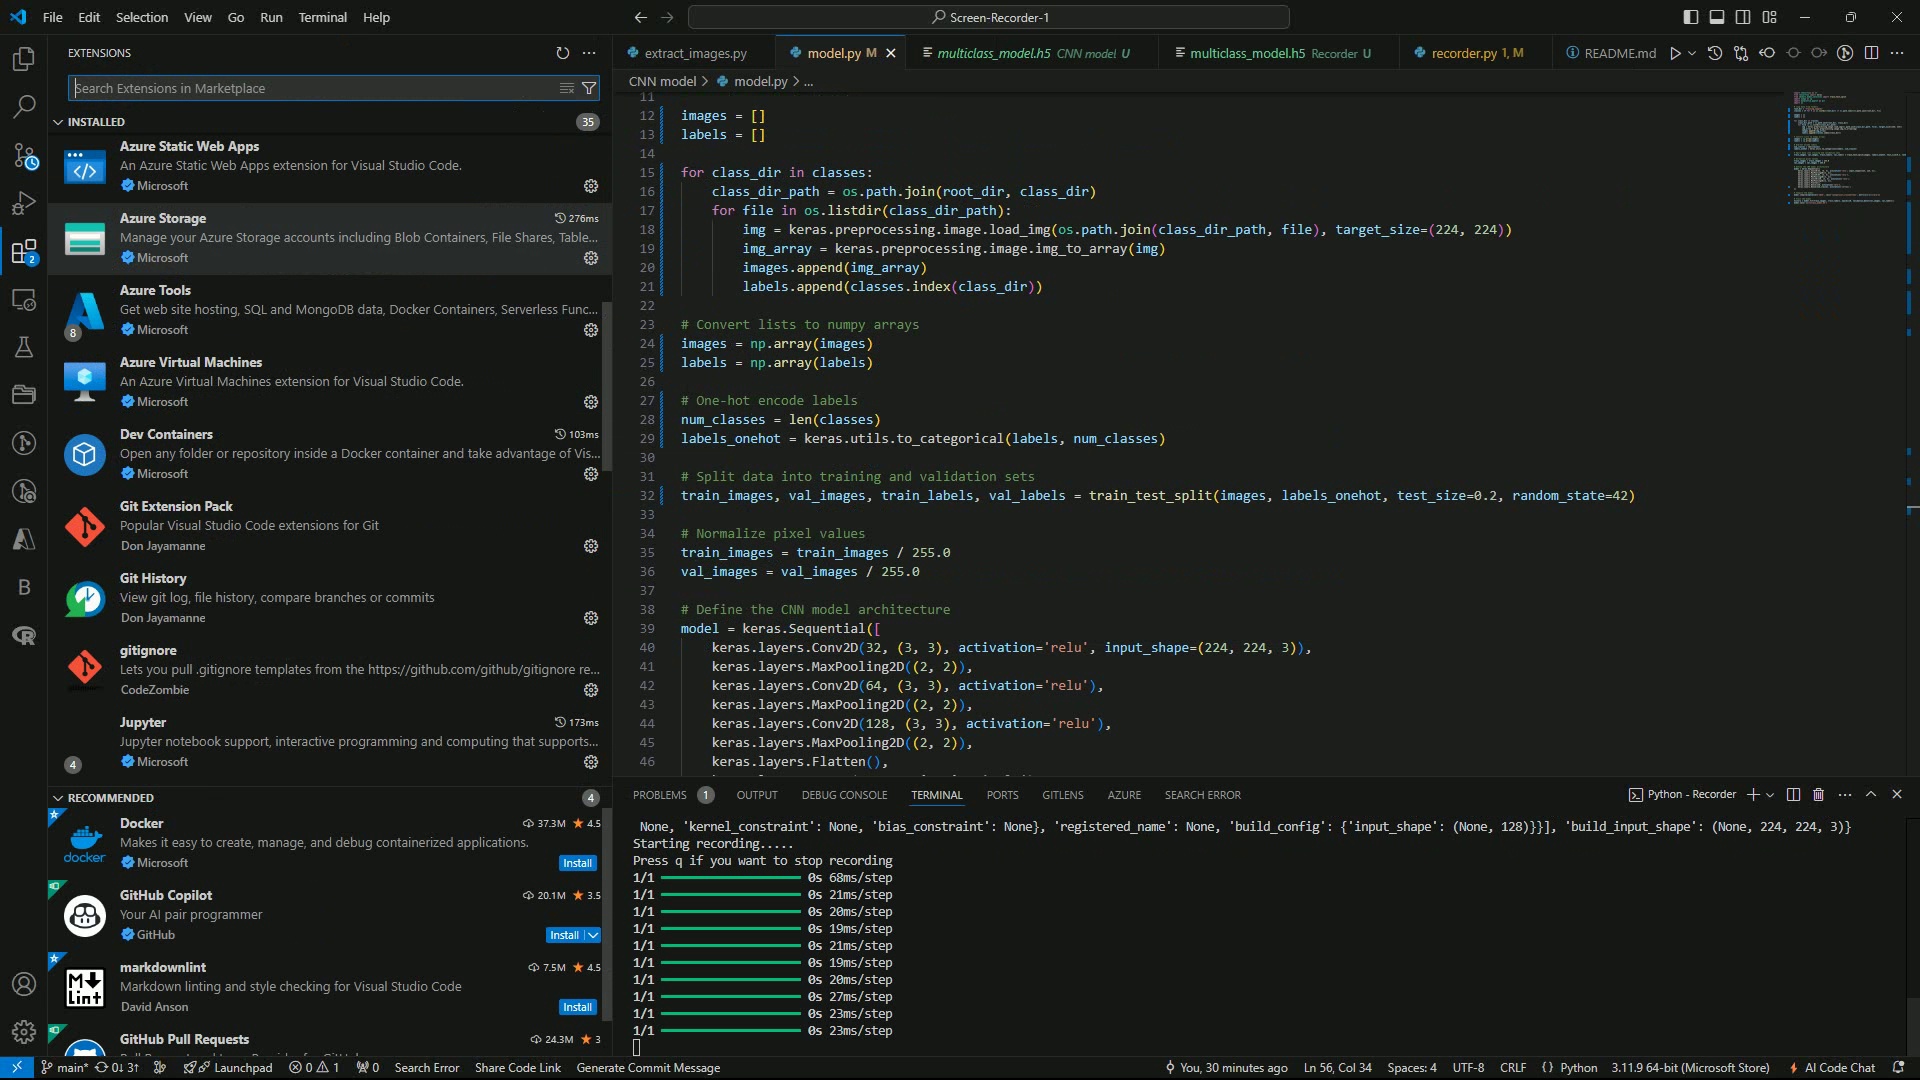 File Edit Selection View Go Run Terminal Help
Screen-Recorder-1
EXTENSIONS
Search Extensions in Marketplace
INSTALLED 35
Azure Static Web Apps
An Azure Static Web Apps extension for Visual Studio Code.
Microsoft
Azure Storage 276ms
Manage your Azure Storage accounts including Blob Containers, File Shares, Table...
Microsoft
Azure Tools
Get web site hosting, SQL and MongoDB data, Docker Containers, Serverless Func...
8 Microsoft
Azure Virtual Machines
An Azure Virtual Machines extension for Visual Studio Code.
Microsoft
Dev Containers 103ms
Open any folder or repository inside a Docker container and take advantage of Vis...
Microsoft
Git Extension Pack
Popular Visual Studio Code extensions for Git
Don Jayamanne
Git History
View git log, file history, compare branches or commits
Don Jayamanne
gitignore
Lets you pull .gitignore templates from the https://github.com/github/gitignore re...
CodeZombie
Jupyter 173ms
Jupyter notebook support, interactive programming and computing that supports...
4 Microsoft
RECOMMENDED 4
Docker 37.3M 4.5
Makes it easy to create, manage, and debug containerized applications.
docker Microsoft Install
GitHub Copilot 20.1M 3.5
Your AI pair programmer
GitHub Install
markdownlint 7.5M 4.5
Markdown linting and style checking for Visual Studio Code
M Lint David Anson Install
GitHub Pull Requests 24.3M 3
2
B
extract_images.py model.py M multiclass_model.h5 CNN model U multiclass_model.h5 Recorder U recorder.py 1, M README.md
CNN model > model.py > ...
11
12 images = []
13 labels = []
14
15 for class_dir in classes:
16 class_dir_path = os.path.join(root_dir, class_dir)
17 for file in os.listdir(class_dir_path):
18 img = keras.preprocessing.image.load_img(os.path.join(class_dir_path, file), target_size=(224, 224))
19 img_array = keras.preprocessing.image.img_to_array(img)
20 images.append(img_array)
21 labels.append(classes.index(class_dir))
22
23 # Convert lists to numpy arrays
24 images = np.array(images)
25 labels = np.array(labels)
26
27 # One-hot encode labels
28 num_classes = len(classes)
29 labels_onehot = keras.utils.to_categorical(labels, num_classes)
30
31 # Split data into training and validation sets
32 train_images, val_images, train_labels, val_labels = train_test_split(images, labels_onehot, test_size=0.2, random_state=42)
33
34 # Normalize pixel values
35 train_images = train_images / 255.0
36 val_images = val_images / 255.0
37
38 # Define the CNN model architecture
39 model = keras.Sequential([
40 keras.layers.Conv2D(32, (3, 3), activation='relu', input_shape=(224, 224, 3)),
41 keras.layers.MaxPooling2D((2, 2)),
42 keras.layers.Conv2D(64, (3, 3), activation='relu'),
43 keras.layers.MaxPooling2D((2, 2)),
44 keras.layers.Conv2D(128, (3, 3), activation='relu'),
45 keras.layers.MaxPooling2D((2, 2)),
46 keras.layers.Flatten(),
PROBLEMS 1 OUTPUT DEBUG CONSOLE TERMINAL PORTS GITLENS AZURE SEARCH ERROR Python - Recorder
None, 'kernel_constraint': None, 'bias_constraint': None}, 'registered_name': None, 'build_config': {'input_shape': (None, 128)}}], 'build_input_shape': (None, 224, 224, 3)}
Starting recording.....
Press q if you want to stop recording
1/1 0s 68ms/step
1/1 0s 21ms/step
1/1 0s 20ms/step
1/1 0s 19ms/step
1/1 0s 21ms/step
1/1 0s 19ms/step
1/1 0s 20ms/step
1/1 0s 27ms/step
1/1 0s 23ms/step
1/1 0s 23ms/step
main* 0↓ 3↑ Launchpad 0 1 0 Search Error Share Code Link Generate Commit Message You, 30 minutes ago Ln 56, Col 34 Spaces: 4 UTF-8 CRLF {} Python 3.11.9 64-bit (Microsoft Store) AI Code Chat